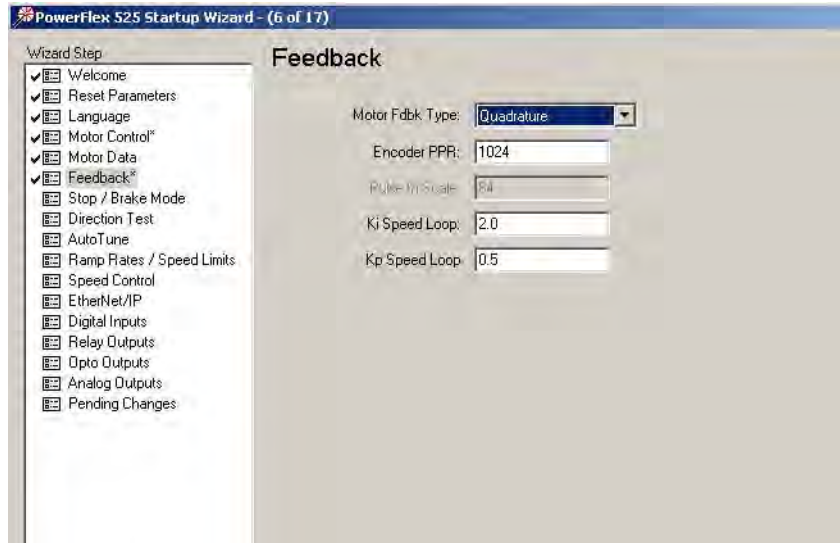 PowerFlex 525 Startup Wizard - (6 of 17)
Wizard Step
Welcome
Reset Parameters
Language
Motor Control*
Motor Data
Feedback*
Stop / Brake Mode
Direction Test
AutoTune
Ramp Rates / Speed Limits
Speed Control
EtherNet/IP
Digital Inputs
Relay Outputs
Opto Outputs
Analog Outputs
Pending Changes
Feedback
Motor Fdbk Type: Quadrature
Encoder PPR: 1024
Pulse In Scale: 64
Ki Speed Loop: 2.0
Kp Speed Loop 0.5